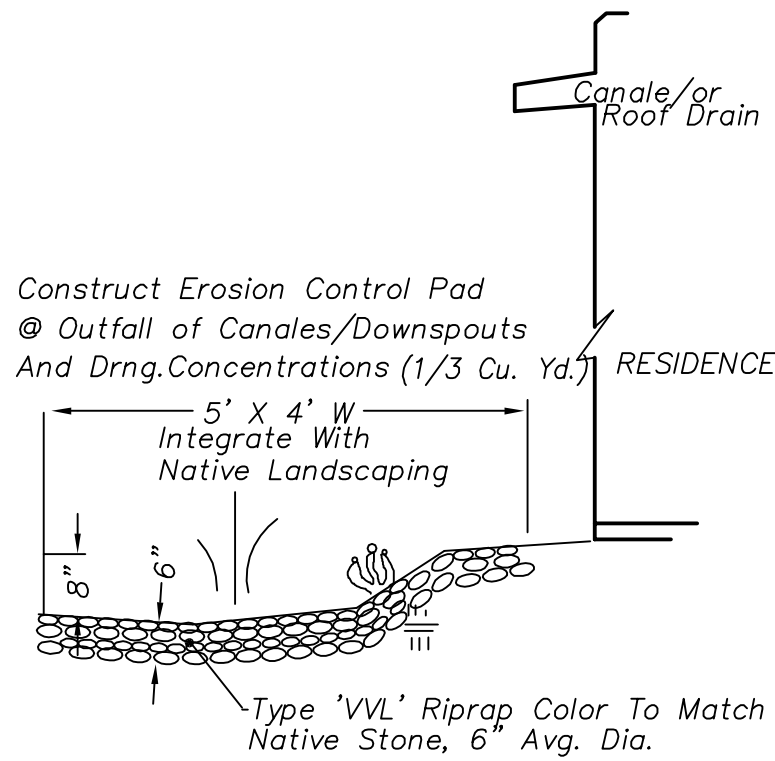 Canale/or
Roof Drain
Construct Erosion Control Pad
@ Outfall of Canales/Downspouts
And Drng.Concentrations (1/3 Cu. Yd.)
RESIDENCE
5' X 4' W
Integrate With
Native Landscaping
8"
6"
Type 'VVL' Riprap Color To Match
Native Stone, 6" Avg. Dia.